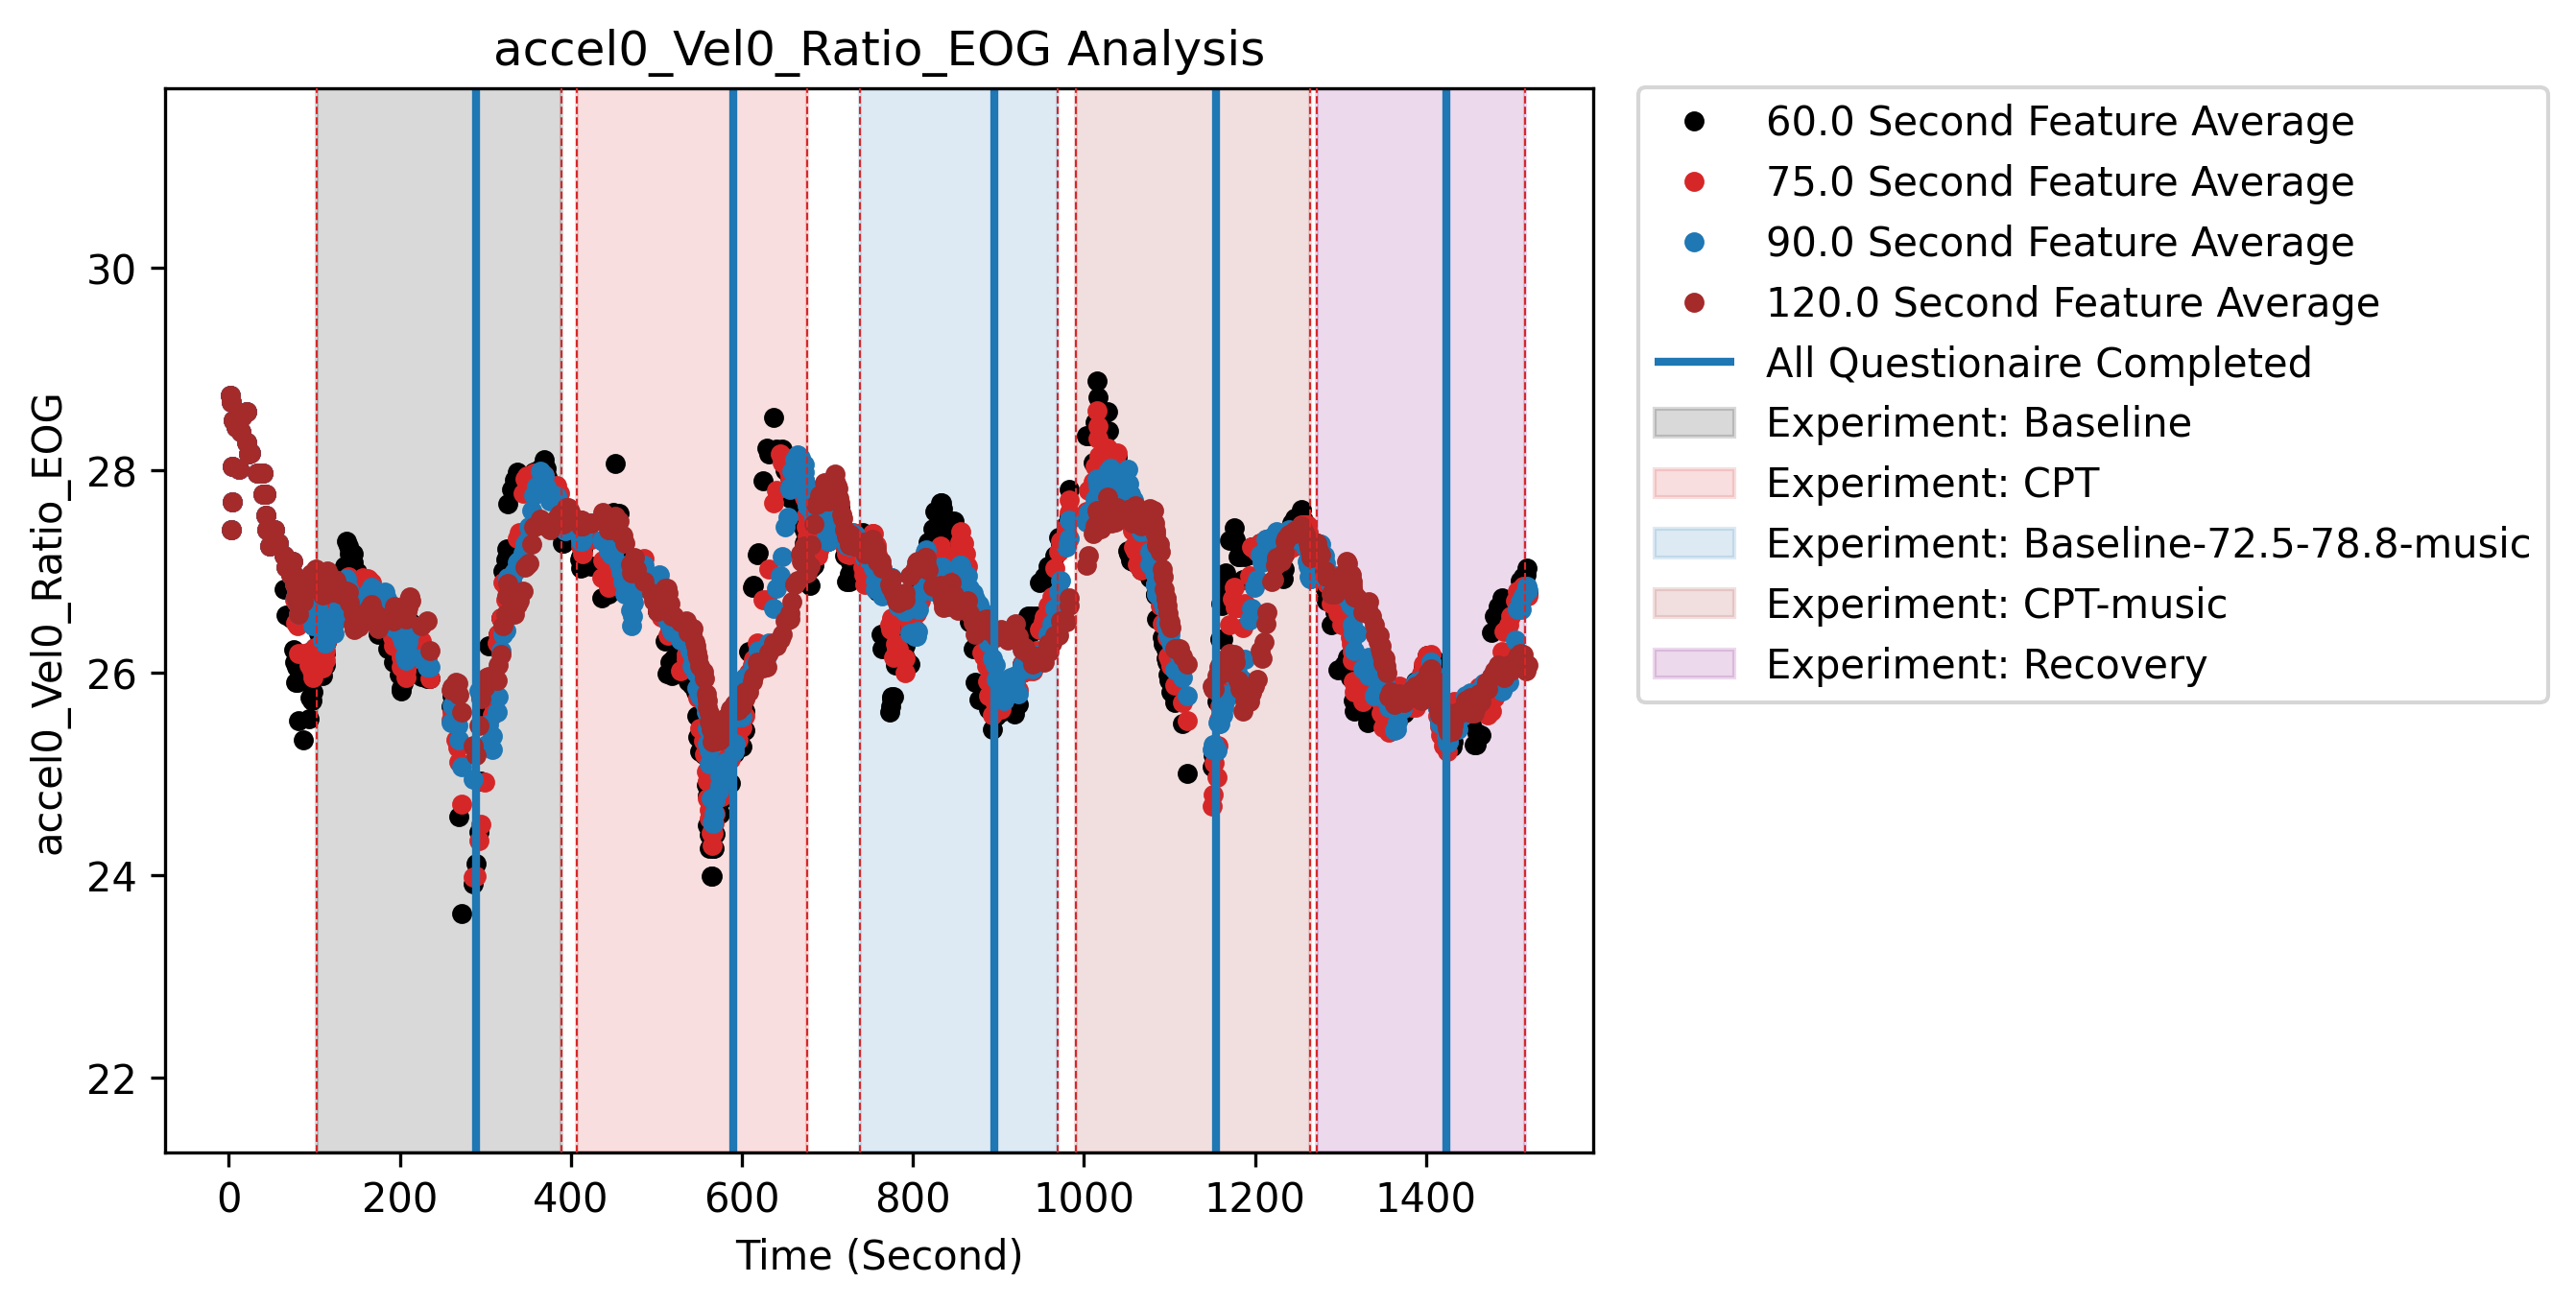 accel0_Vel0_Ratio_EOG Analysis
accel0_Vel0_Ratio_EOG
30
28
26
24
22
0 200 400 600 800 1000 1200 1400
Time (Second)
60.0 Second Feature Average
75.0 Second Feature Average
90.0 Second Feature Average
120.0 Second Feature Average
All Questionaire Completed
Experiment: Baseline
Experiment: CPT
Experiment: Baseline-72.5-78.8-music
Experiment: CPT-music
Experiment: Recovery